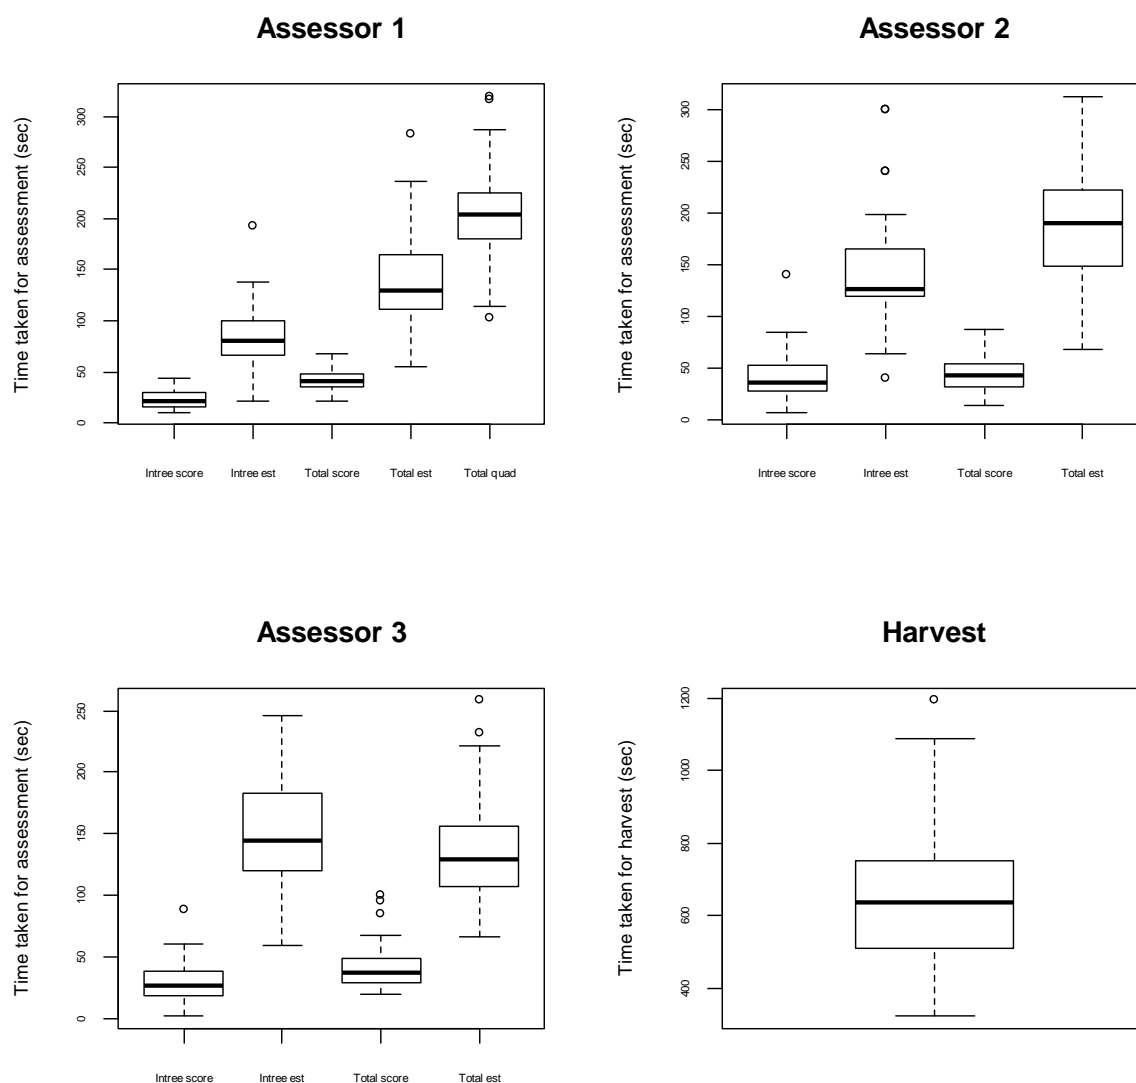 Assessor 1
Time taken for assessment (sec)
300
250
200
150
100
50
0
Intree score Intree est Total score Total est Total quad
Assessor 2
Time taken for assessment (sec)
300
250
200
150
100
50
0
Intree score Intree est Total score Total est
Assessor 3
Time taken for assessment (sec)
250
200
150
100
50
0
Intree score Intree est Total score Total est
Harvest
Time taken for harvest (sec)
1200
1000
800
600
400